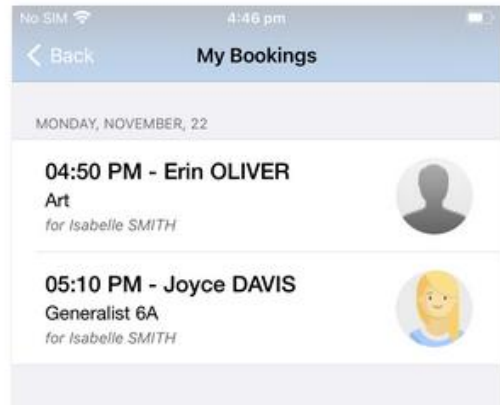 No SIM 4:46 pm
Back My Bookings
MONDAY, NOVEMBER, 22
04:50 PM - Erin OLIVER
Art
for Isabelle SMITH
05:10 PM - Joyce DAVIS
Generalist 6A
for Isabelle SMITH